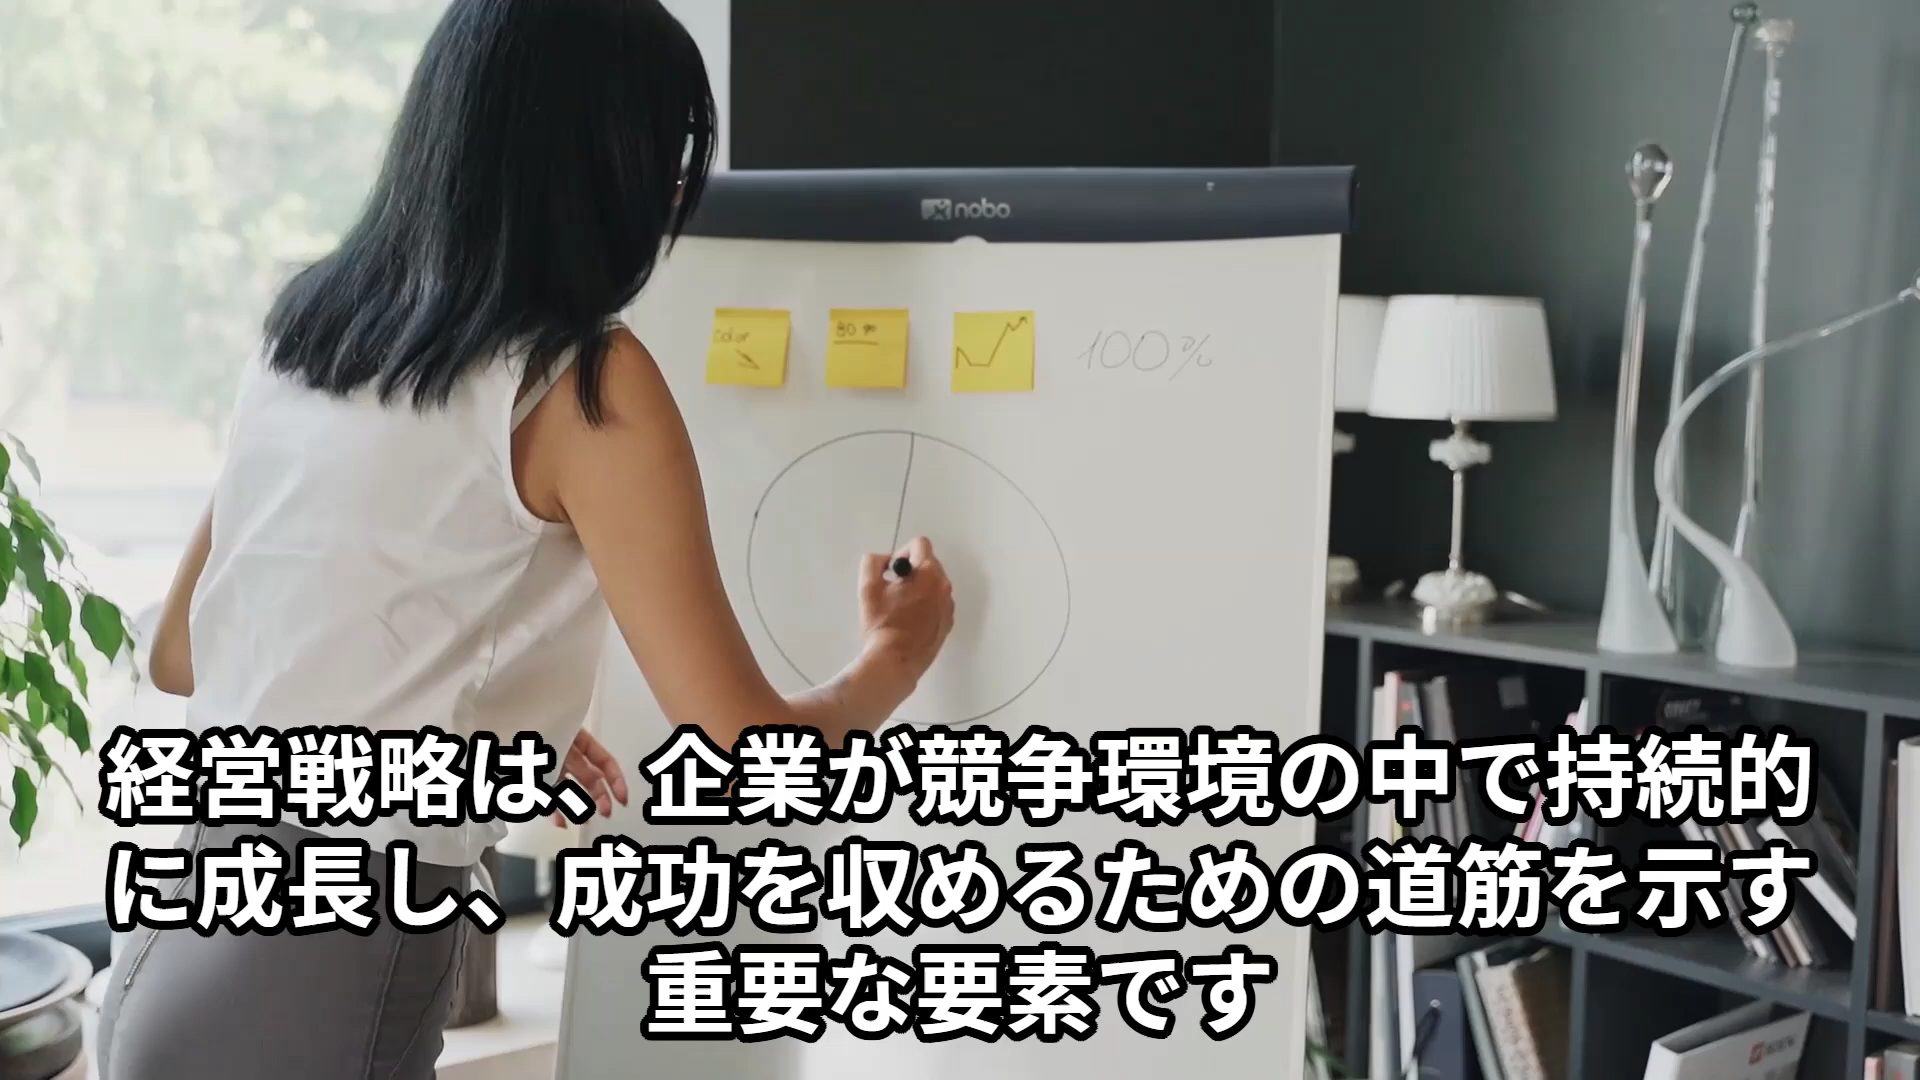 nobo
color
80%
100%
経営戦略は、企業が競争環境の中で持続的
に成長し、成功を収めるための道筋を示す
重要な要素です